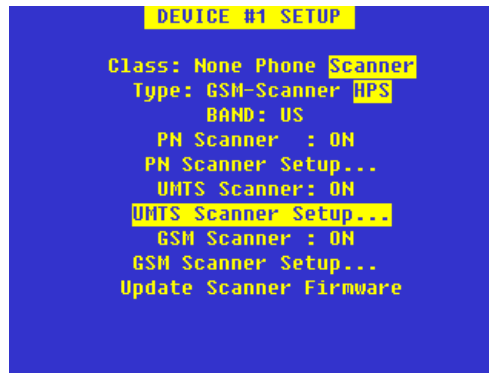 DEVICE #1 SETUP
Class: None Phone Scanner
Type: GSM-Scanner HPS
BAND: US
PN Scanner : ON
PN Scanner Setup...
UMTS Scanner: ON
UMTS Scanner Setup...
GSM Scanner : ON
GSM Scanner Setup...
Update Scanner Firmware